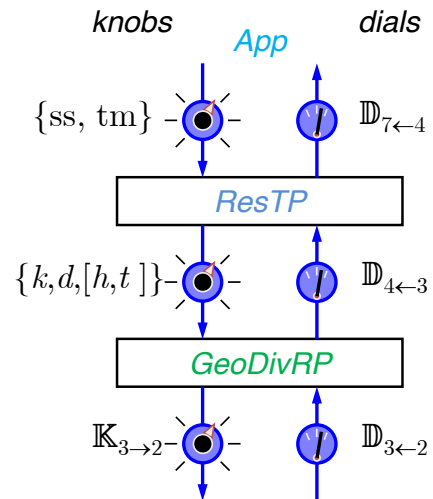 knobs App dials
{ss, tm} 𝔻7←4
ResTP
{k,d,[h,t ]} 𝔻4←3
GeoDivRP
𝕂3→2 𝔻3←2